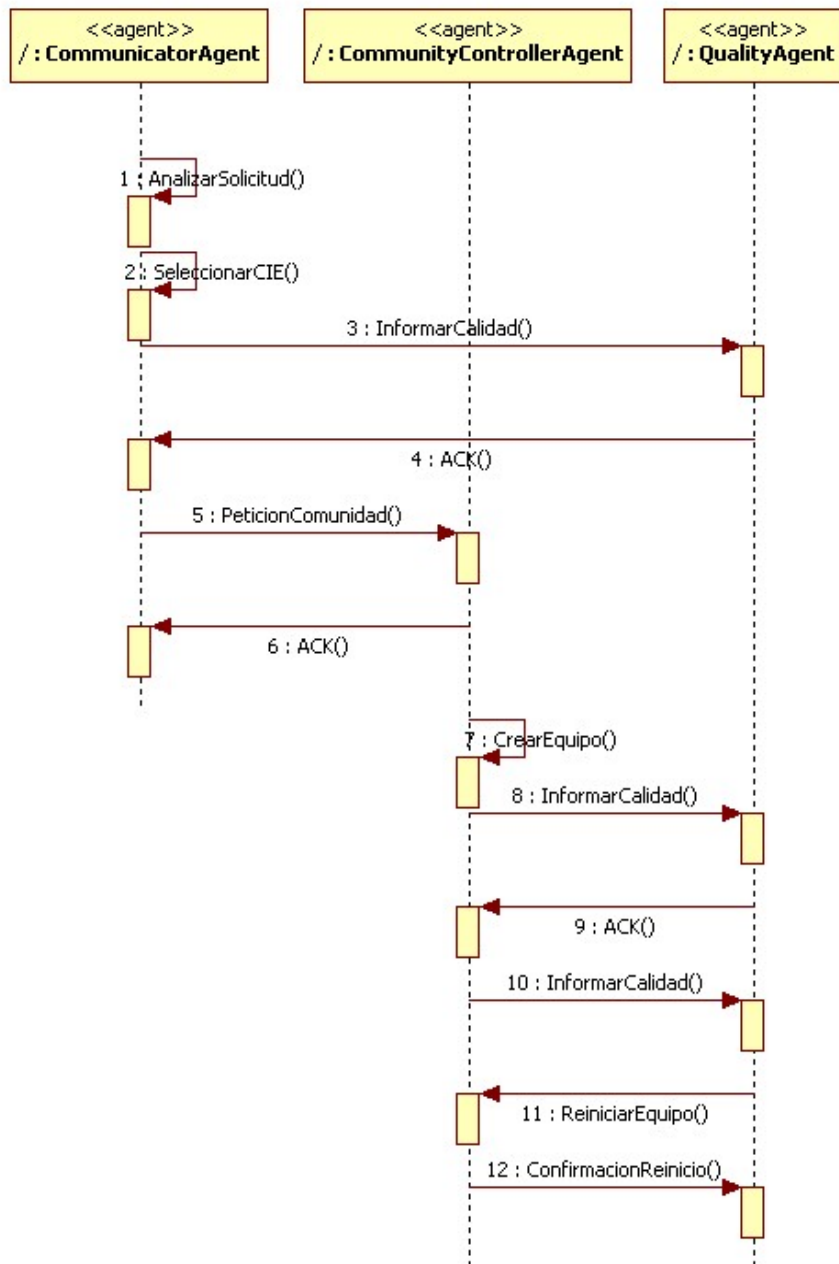 <<agent>>
/ : CommunicatorAgent
<<agent>>
/ : CommunityControllerAgent
<<agent>>
/ : QualityAgent
1 : AnalizarSolicitud()
2 : SeleccionarCIE()
3 : InformarCalidad()
4 : ACK()
5 : PeticionComunidad()
6 : ACK()
7 : CrearEquipo()
8 : InformarCalidad()
9 : ACK()
10 : InformarCalidad()
11 : ReiniciarEquipo()
12 : ConfirmacionReinicio()